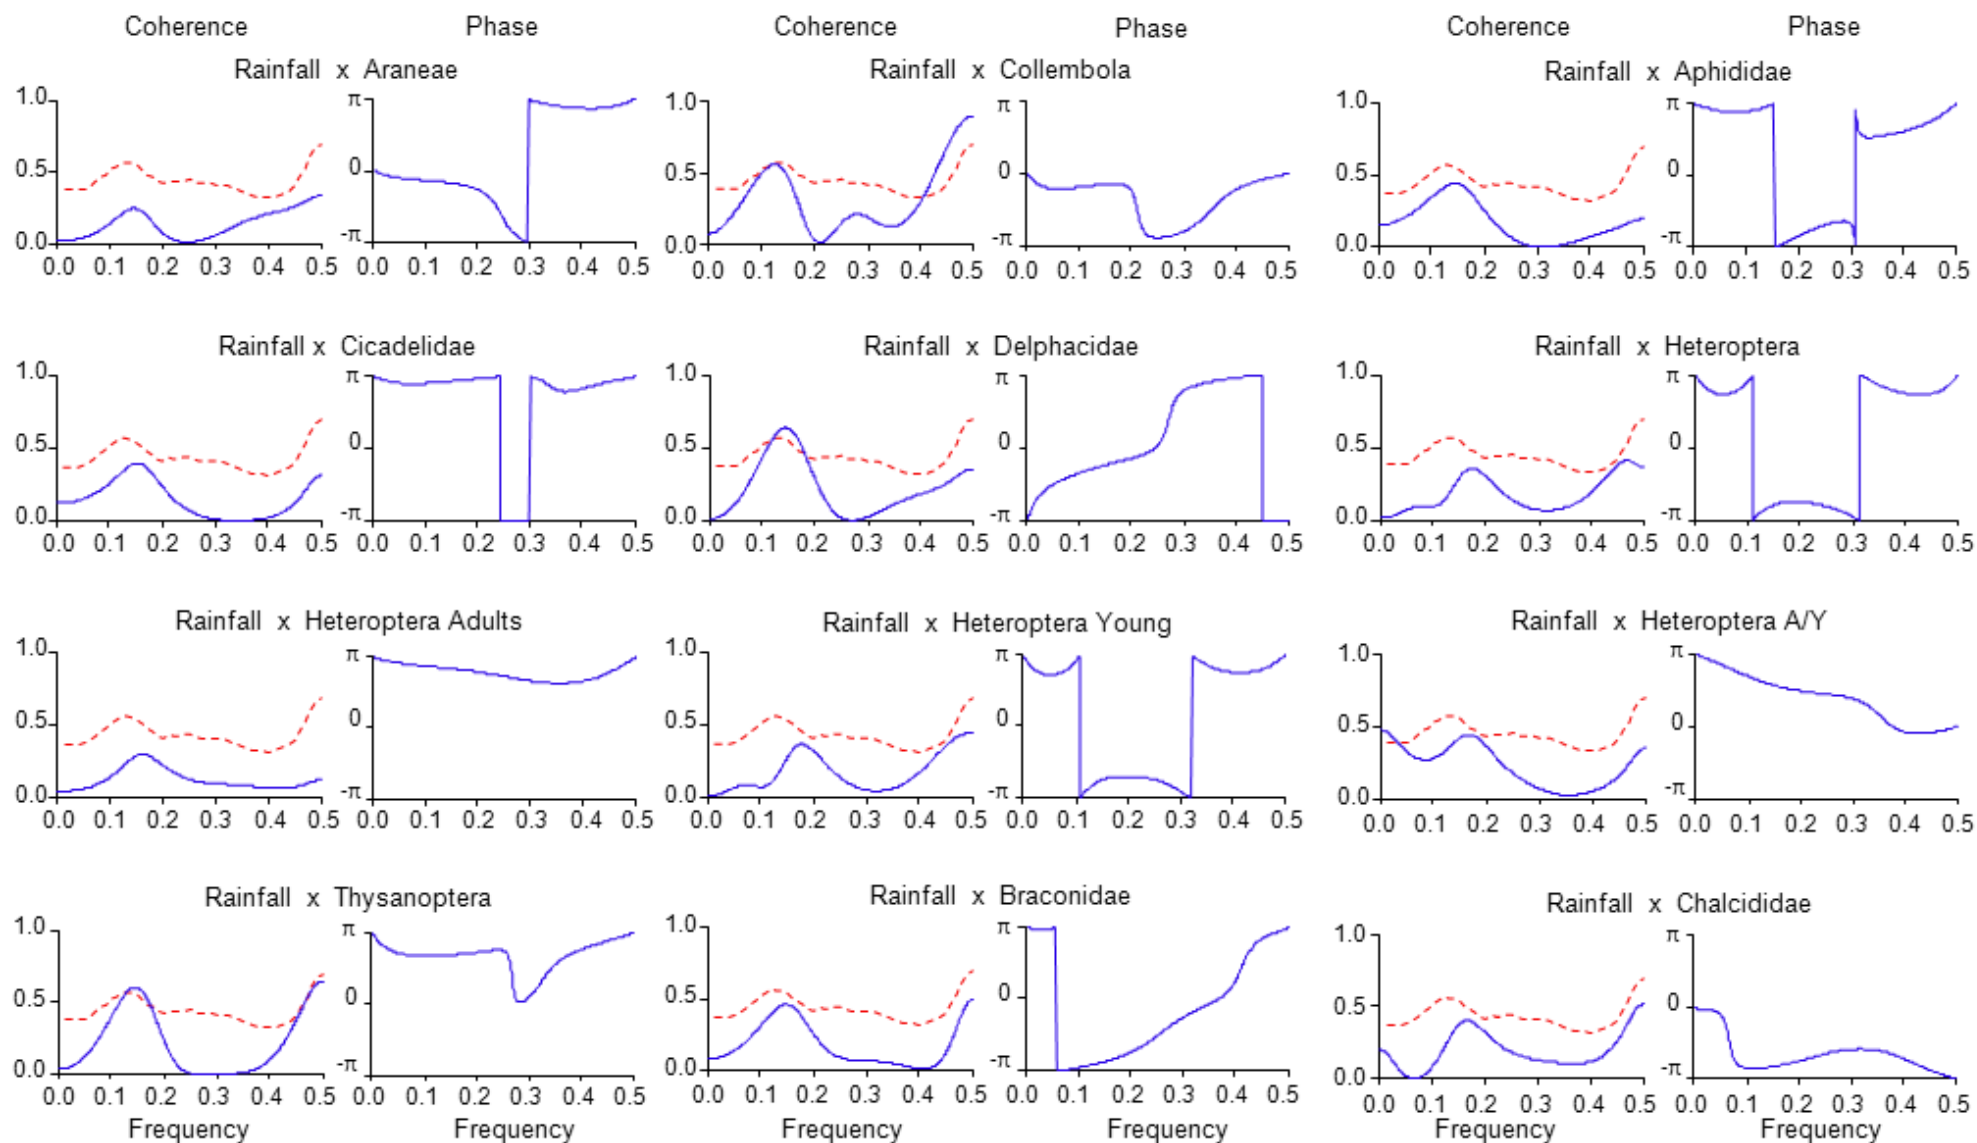 Coherence Phase Coherence Phase Coherence Phase
Rainfall x Araneae Rainfall x Collembola Rainfall x Aphididae
1.0 π 1.0 π 1.0 π
0.5 0 0.5 0 0.5 0
0.0 -π 0.0 -π 0.0 -π
0.0 0.1 0.2 0.3 0.4 0.5 0.0 0.1 0.2 0.3 0.4 0.5 0.0 0.1 0.2 0.3 0.4 0.5 0.0 0.1 0.2 0.3 0.4 0.5 0.0 0.1 0.2 0.3 0.4 0.5 0.0 0.1 0.2 0.3 0.4 0.5
Rainfall x Cicadelidae Rainfall x Delphacidae Rainfall x Heteroptera
1.0 π 1.0 π 1.0 π
0.5 0 0.5 0 0.5 0
0.0 -π 0.0 -π 0.0 -π
0.0 0.1 0.2 0.3 0.4 0.5 0.0 0.1 0.2 0.3 0.4 0.5 0.0 0.1 0.2 0.3 0.4 0.5 0.0 0.1 0.2 0.3 0.4 0.5 0.0 0.1 0.2 0.3 0.4 0.5 0.0 0.1 0.2 0.3 0.4 0.5
Rainfall x Heteroptera Adults Rainfall x Heteroptera Young Rainfall x Heteroptera A/Y
1.0 π 1.0 π 1.0 π
0.5 0 0.5 0 0.5 0
0.0 -π 0.0 -π 0.0 -π
0.0 0.1 0.2 0.3 0.4 0.5 0.0 0.1 0.2 0.3 0.4 0.5 0.0 0.1 0.2 0.3 0.4 0.5 0.0 0.1 0.2 0.3 0.4 0.5 0.0 0.1 0.2 0.3 0.4 0.5 0.0 0.1 0.2 0.3 0.4 0.5
Rainfall x Thysanoptera Rainfall x Braconidae Rainfall x Chalcididae
1.0 π 1.0 π 1.0 π
0.5 0 0.5 0 0.5 0
0.0 -π 0.0 -π 0.0 -π
0.0 0.1 0.2 0.3 0.4 0.5 0.0 0.1 0.2 0.3 0.4 0.5 0.0 0.1 0.2 0.3 0.4 0.5 0.0 0.1 0.2 0.3 0.4 0.5 0.0 0.1 0.2 0.3 0.4 0.5 0.0 0.1 0.2 0.3 0.4 0.5
Frequency Frequency Frequency Frequency Frequency Frequency